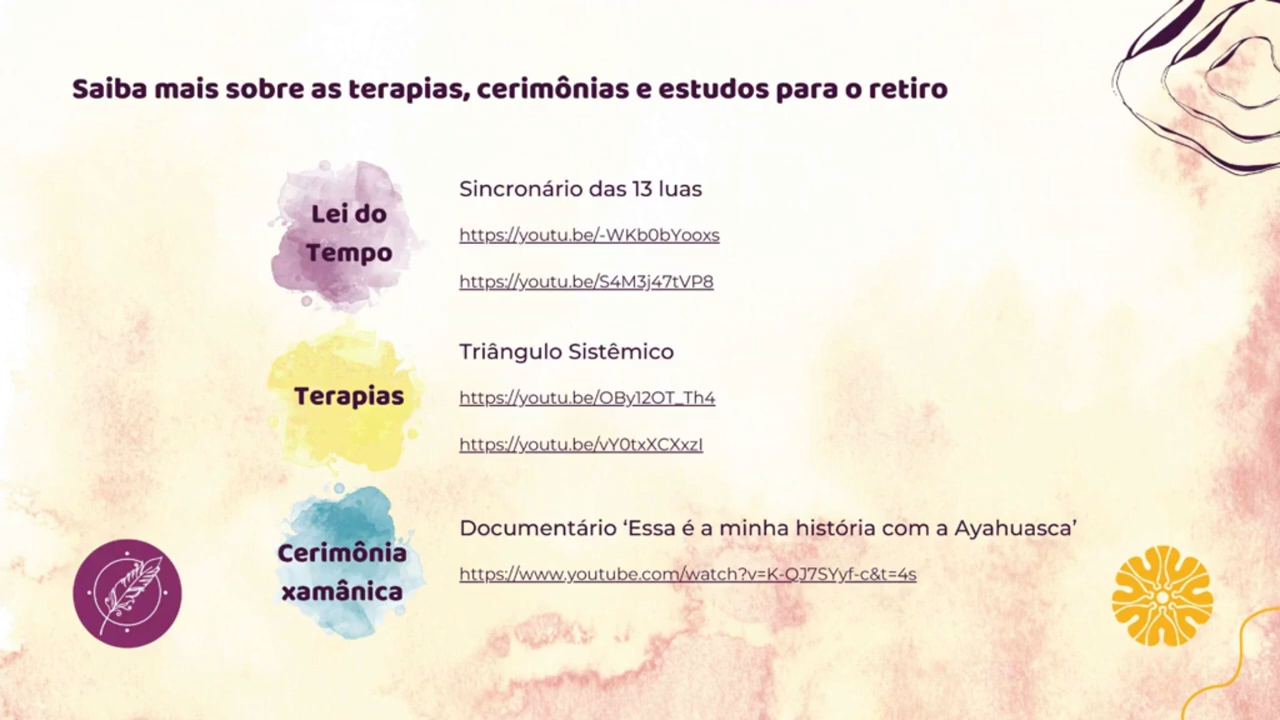 Saiba mais sobre as terapias, cerimônias e estudos para o retiro
Lei do
Tempo
Sincronário das 13 luas
https://youtu.be/-WKb0bYooxs
https://youtu.be/S4M3j47tVP8
Terapias
Triângulo Sistêmico
https://youtu.be/OBy12OT_Th4
https://youtu.be/vY0txXCXxzI
Cerimônia
xamânica
Documentário ‘Essa é a minha história com a Ayahuasca’
https://www.youtube.com/watch?v=K-QJ7SYyf-c&t=4s